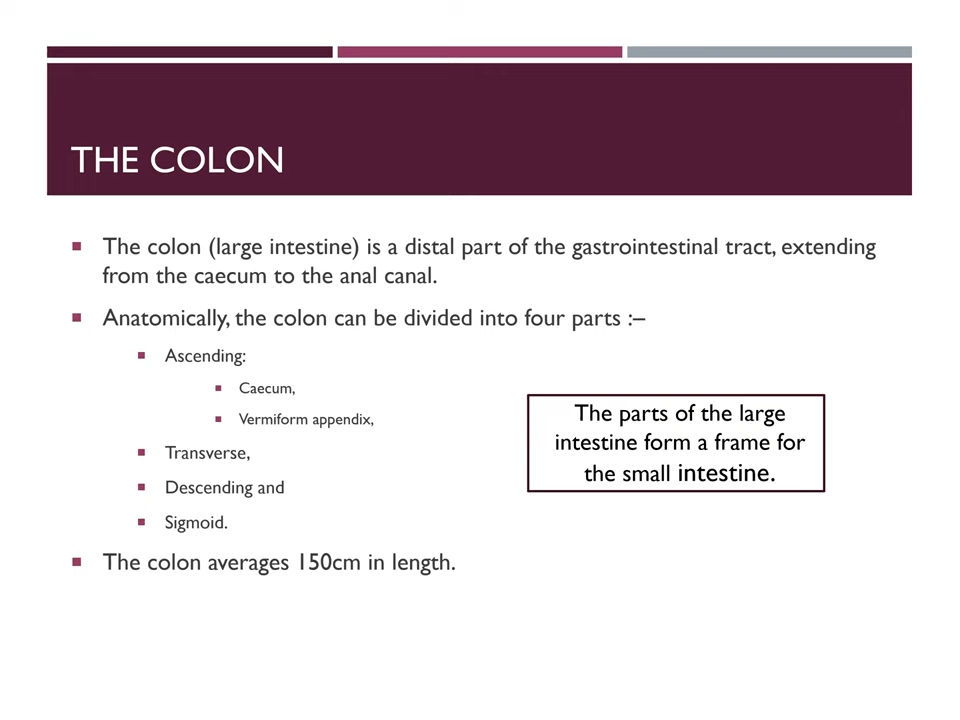 THE COLON
The colon (large intestine) is a distal part of the gastrointestinal tract, extending
from the caecum to the anal canal.
Anatomically, the colon can be divided into four parts :–
Ascending:
Caecum,
Vermiform appendix,
Transverse,
Descending and
Sigmoid.
The colon averages 150cm in length.
The parts of the large
intestine form a frame for
the small intestine.